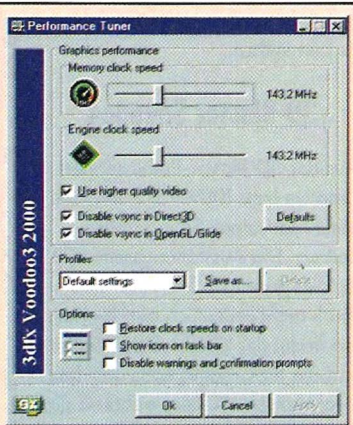 Performance Tuner
Graphics performance
Memory clock speed
143,2 MHz
Engine clock speed
143,2 MHz
Use higher quality video
Disable vsync in Direct3D
Disable vsync in OpenGL/Glide
Defaults
Profiles
Default settings
Save as...
Delete
Options
Restore clock speeds on startup
Show icon on task bar
Disable warnings and confirmation prompts
3dfx Voodoo3 2000
Ok
Cancel
Apply